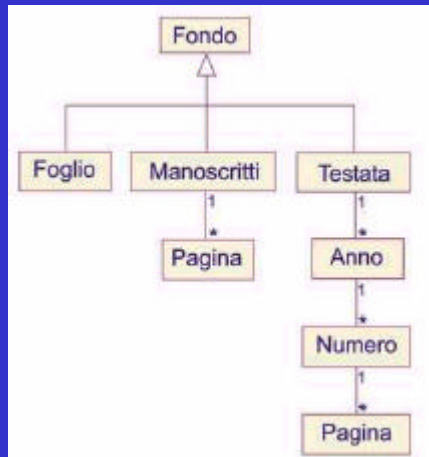 Fondo
Foglio Manoscritti Testata
1 1
* *
Pagina Anno
1
*
Numero
1
*
Pagina